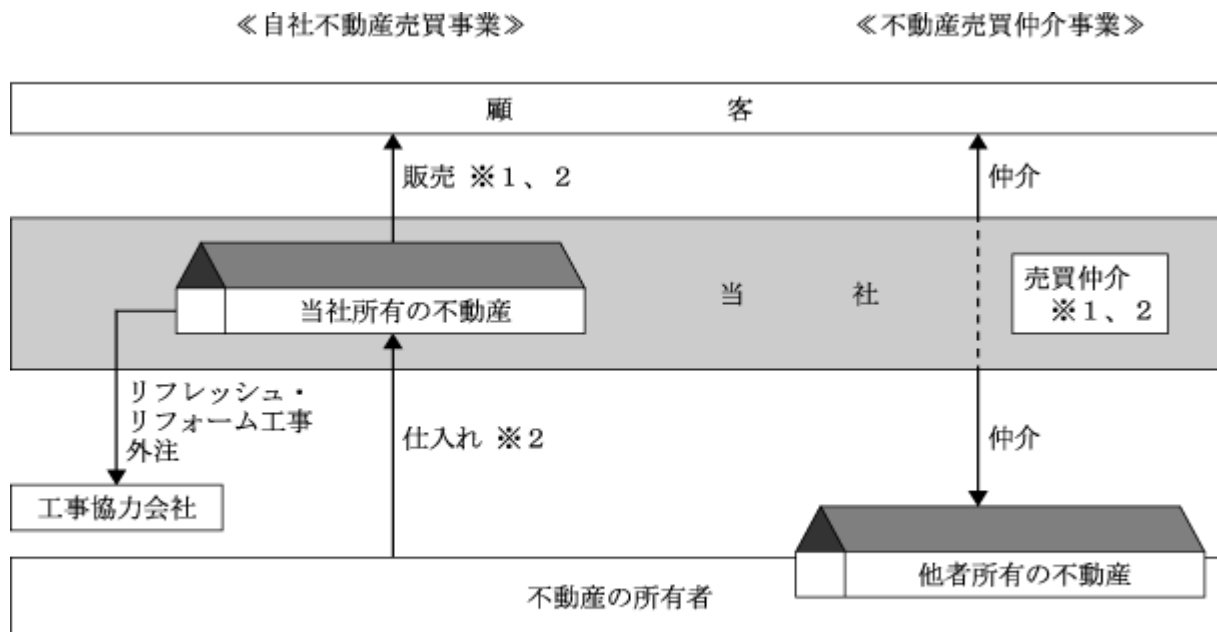 ≪自社不動産売買事業≫
≪不動産売買仲介事業≫
顧 客
販売 ※1、2
仲介
当社所有の不動産
当 社
売買仲介
※1、2
リフレッシュ・
リフォーム工事
外注
仕入れ ※2
仲介
工事協力会社
他者所有の不動産
不動産の所有者